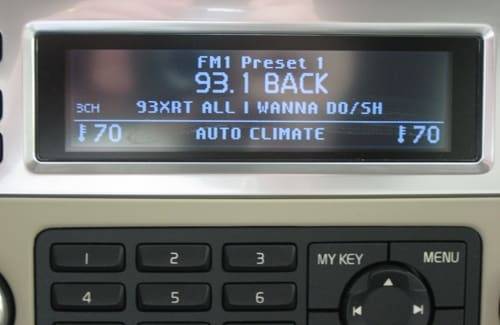 FM1 Preset 1
93.1 BACK
3CH 93XRT ALL I WANNA DO/SH
70 AUTO CLIMATE 70
1 2 3 MY KEY MENU
4 5 6